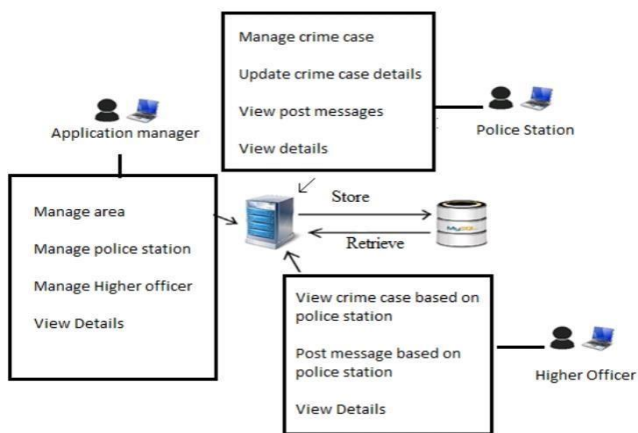 Manage crime case
Update crime case details
View post messages
View details
Application manager
Police Station
Manage area
Manage police station
Manage Higher officer
View Details
Store
Retrieve
MySQL
View crime case based on
police station
Post message based on
police station
View Details
Higher Officer